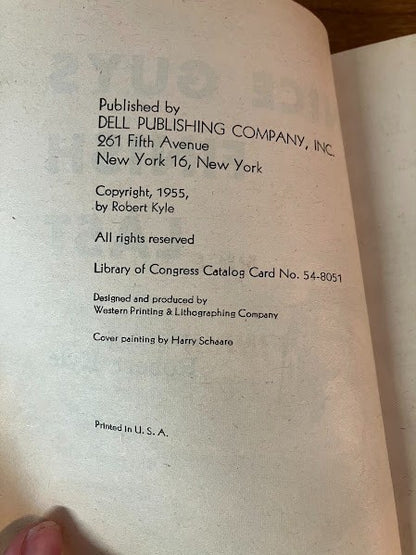 Published by
DELL PUBLISHING COMPANY, INC.
261 Fifth Avenue
New York 16, New York
Copyright, 1955,
by Robert Kyle
All rights reserved
Library of Congress Catalog Card No. 54-8051
Designed and produced by
Western Printing & Lithographing Company
Cover painting by Harry Schaare
Printed in U. S. A.